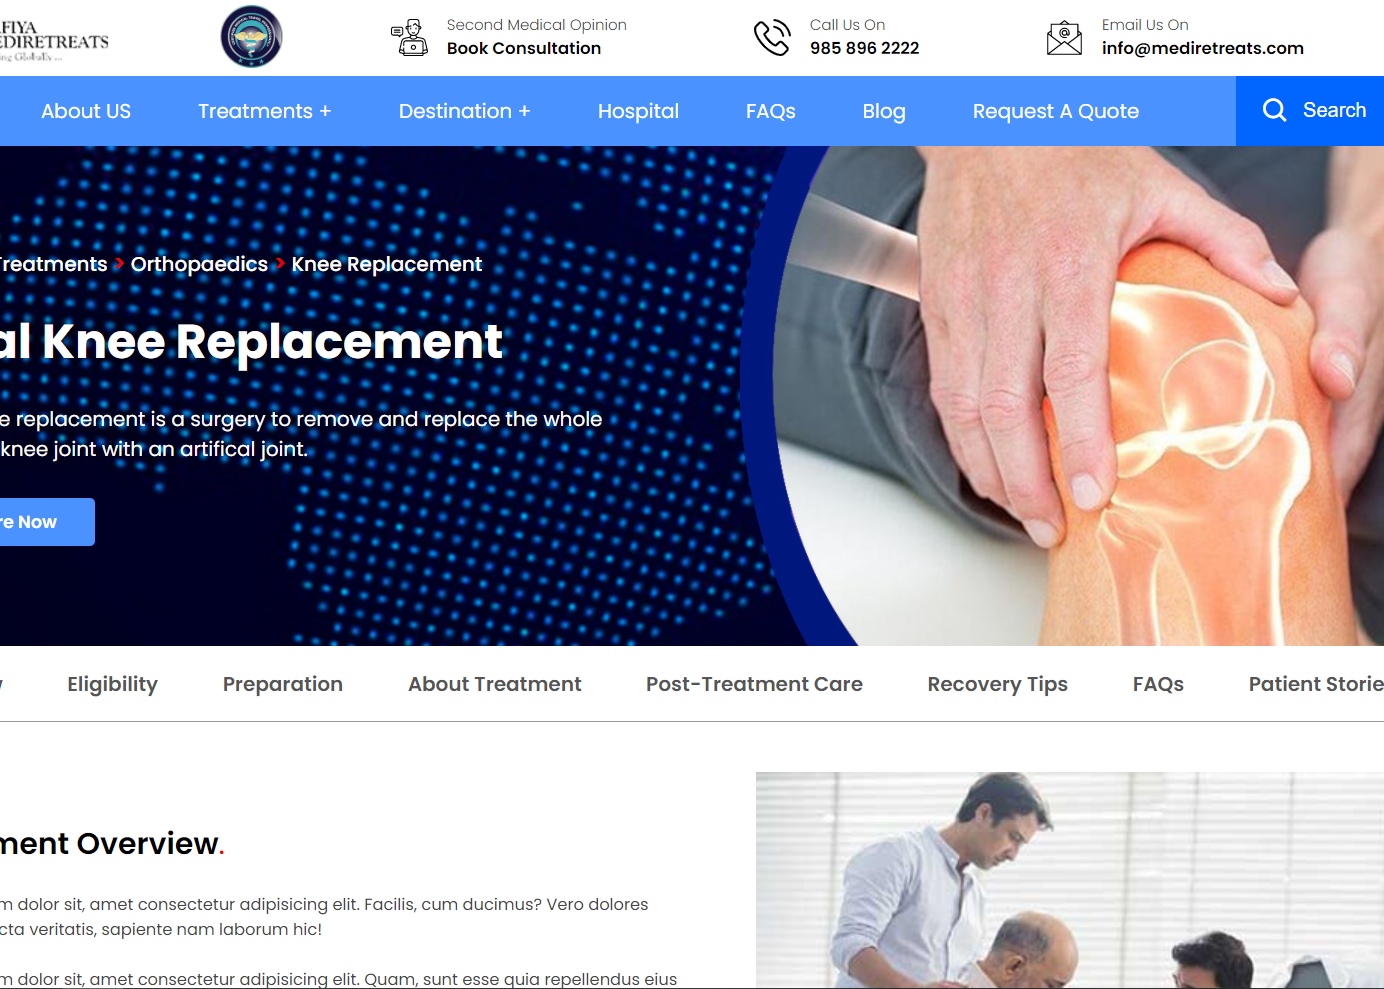 FIYA
EDIRETREATS
ng Globally ...
Second Medical Opinion
Book Consultation
Call Us On
985 896 2222
Email Us On
info@mediretreats.com
About US Treatments + Destination + Hospital FAQs Blog Request A Quote Search
Treatments > Orthopaedics > Knee Replacement
al Knee Replacement
e replacement is a surgery to remove and replace the whole
knee joint with an artifical joint.
re Now
Eligibility Preparation About Treatment Post-Treatment Care Recovery Tips FAQs Patient Storie
ment Overview.
m dolor sit, amet consectetur adipisicing elit. Facilis, cum ducimus? Vero dolores
cta veritatis, sapiente nam laborum hic!
m dolor sit, amet consectetur adipisicing elit. Quam, sunt esse quia repellendus eius